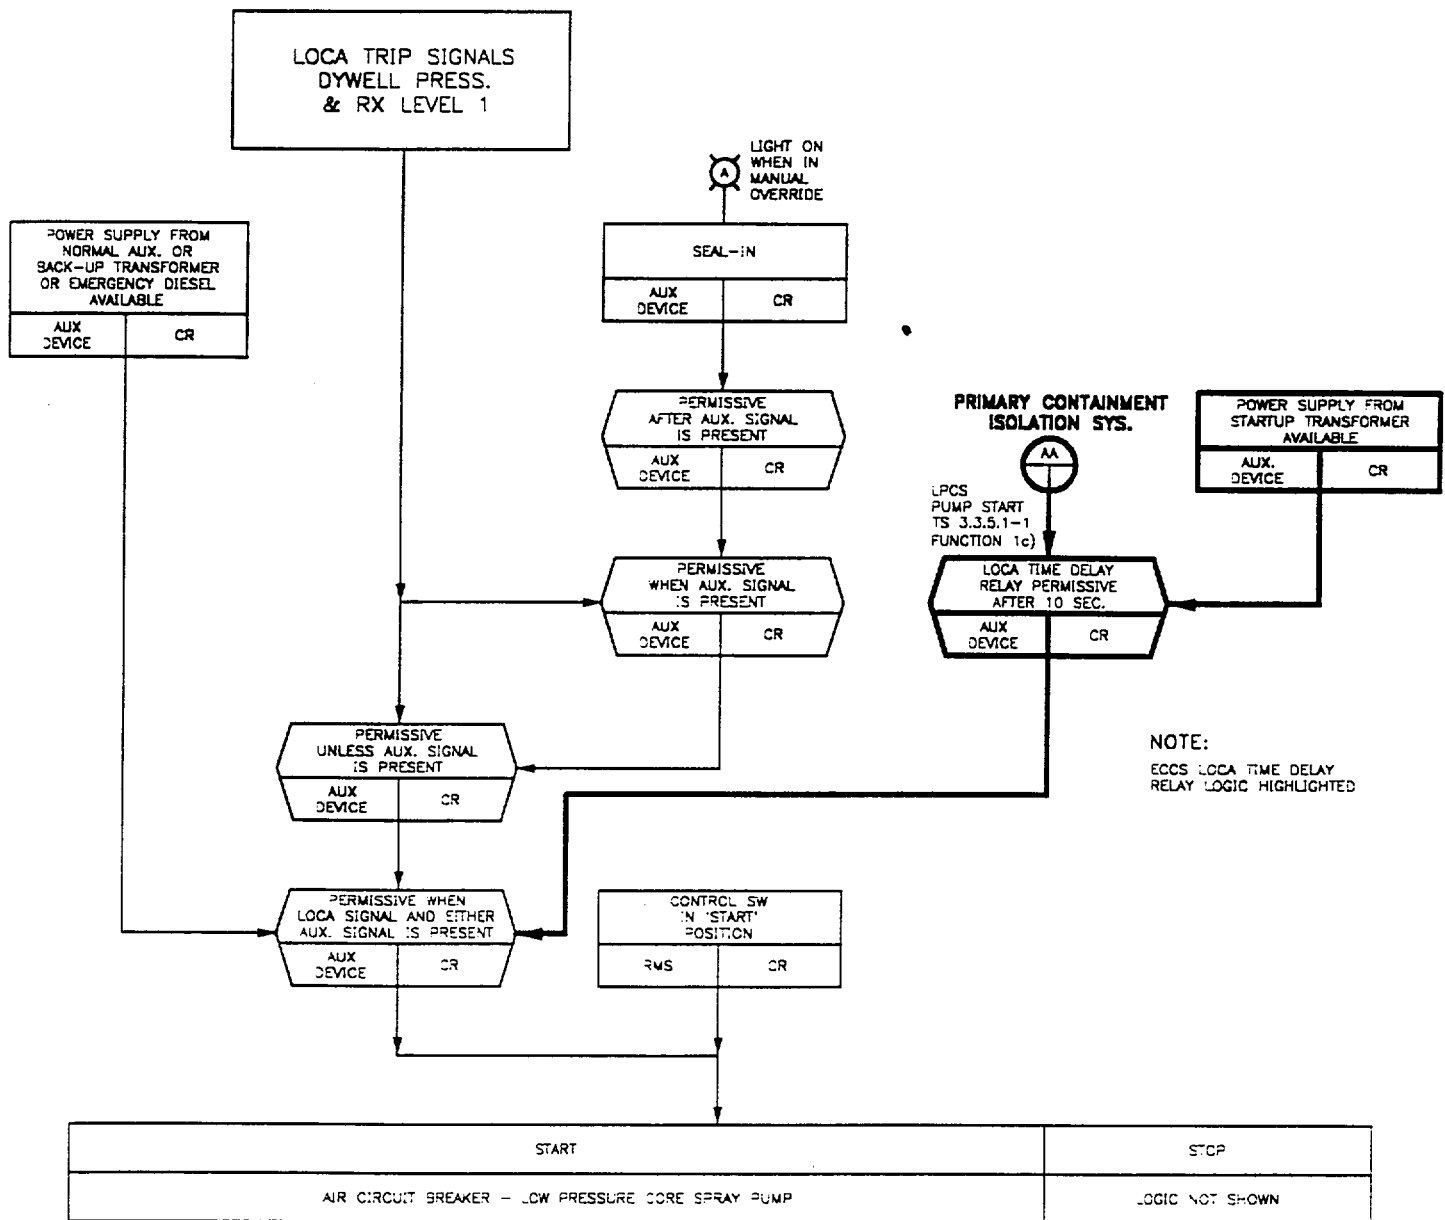 LOCA TRIP SIGNALS
DYWELL PRESS.
& RX LEVEL 1
A
LIGHT ON
WHEN IN
MANUAL
OVERRIDE
POWER SUPPLY FROM
NORMAL AUX. OR
BACK-UP TRANSFORMER
OR EMERGENCY DIESEL
AVAILABLE
AUX
DEVICE
CR
SEAL-IN
AUX
DEVICE
CR
PERMISSIVE
AFTER AUX. SIGNAL
IS PRESENT
AUX
DEVICE
CR
PRIMARY CONTAINMENT
ISOLATION SYS.
AA
POWER SUPPLY FROM
STARTUP TRANSFORMER
AVAILABLE
AUX.
DEVICE
CR
LPCS
PUMP START
TS 3.3.5.1-1
FUNCTION 1c)
PERMISSIVE
WHEN AUX. SIGNAL
IS PRESENT
AUX
DEVICE
CR
LOCA TIME DELAY
RELAY PERMISSIVE
AFTER 10 SEC.
AUX
DEVICE
CR
PERMISSIVE
UNLESS AUX. SIGNAL
IS PRESENT
AUX
DEVICE
CR
NOTE:
ECCS LOCA TIME DELAY
RELAY LOGIC HIGHLIGHTED
PERMISSIVE WHEN
LOCA SIGNAL AND EITHER
AUX. SIGNAL IS PRESENT
AUX
DEVICE
CR
CONTROL SW
IN 'START'
POSITION
RMS
CR
START
STOP
AIR CIRCUIT BREAKER - LOW PRESSURE CORE SPRAY PUMP
LOGIC NOT SHOWN